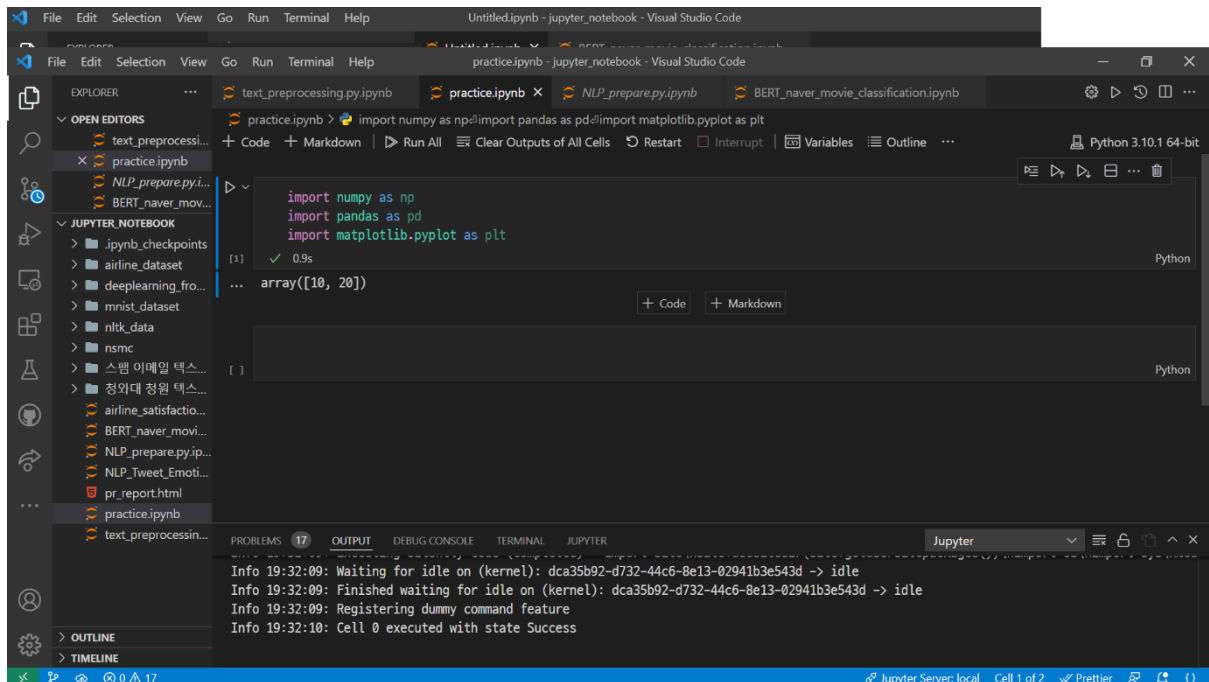 File Edit Selection View Go Run Terminal Help Untitled.ipynb - jupyter_notebook - Visual Studio Code
File Edit Selection View Go Run Terminal Help practice.ipynb - jupyter_notebook - Visual Studio Code
EXPLORER ... text_preprocessing.py.ipynb practice.ipynb NLP_prepare.py.ipynb BERT_naver_movie_classification.ipynb
OPEN EDITORS
text_preprocessi...
practice.ipynb
NLP_prepare.py.i...
BERT_naver_mov...
practice.ipynb > import numpy as np↲import pandas as pd↲import matplotlib.pyplot as plt
+ Code + Markdown Run All Clear Outputs of All Cells Restart Interrupt Variables Outline ... Python 3.10.1 64-bit
JUPYTER_NOTEBOOK
.ipynb_checkpoints
airline_dataset
deeplearning_fro...
mnist_dataset
nltk_data
nsmc
스팸 이메일 텍스...
청와대 청원 텍스...
airline_satisfactio...
BERT_naver_movi...
NLP_prepare.py.ip...
NLP_Tweet_Emoti...
pr_report.html
practice.ipynb
text_preprocessin...
OUTLINE
TIMELINE
import numpy as np
import pandas as pd
import matplotlib.pyplot as plt
[1] ✓ 0.9s Python
... array([10, 20])
+ Code + Markdown
[ ] Python
PROBLEMS 17 OUTPUT DEBUG CONSOLE TERMINAL JUPYTER Jupyter
Info 19:32:09: Waiting for idle on (kernel): dca35b92-d732-44c6-8e13-02941b3e543d -> idle
Info 19:32:09: Finished waiting for idle on (kernel): dca35b92-d732-44c6-8e13-02941b3e543d -> idle
Info 19:32:09: Registering dummy command feature
Info 19:32:10: Cell 0 executed with state Success
0 17 Jupyter Server: local Cell 1 of 2 Prettier